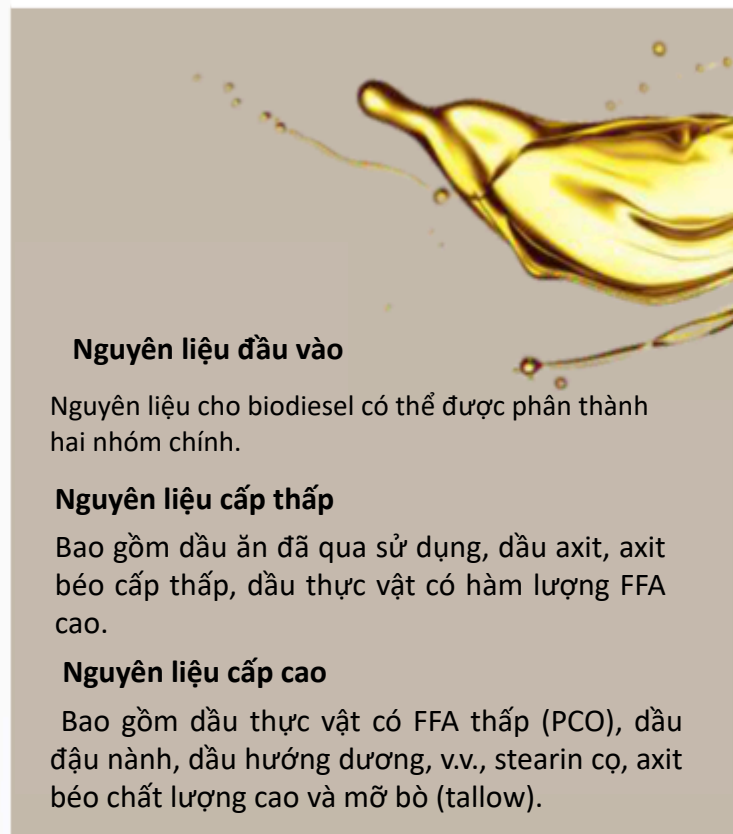 Nguyên liệu đầu vào
Nguyên liệu cho biodiesel có thể được phân thành
hai nhóm chính.
Nguyên liệu cấp thấp
Bao gồm dầu ăn đã qua sử dụng, dầu axit, axit
béo cấp thấp, dầu thực vật có hàm lượng FFA
cao.
Nguyên liệu cấp cao
Bao gồm dầu thực vật có FFA thấp (PCO), dầu
đậu nành, dầu hướng dương, v.v., stearin cọ, axit
béo chất lượng cao và mỡ bò (tallow).